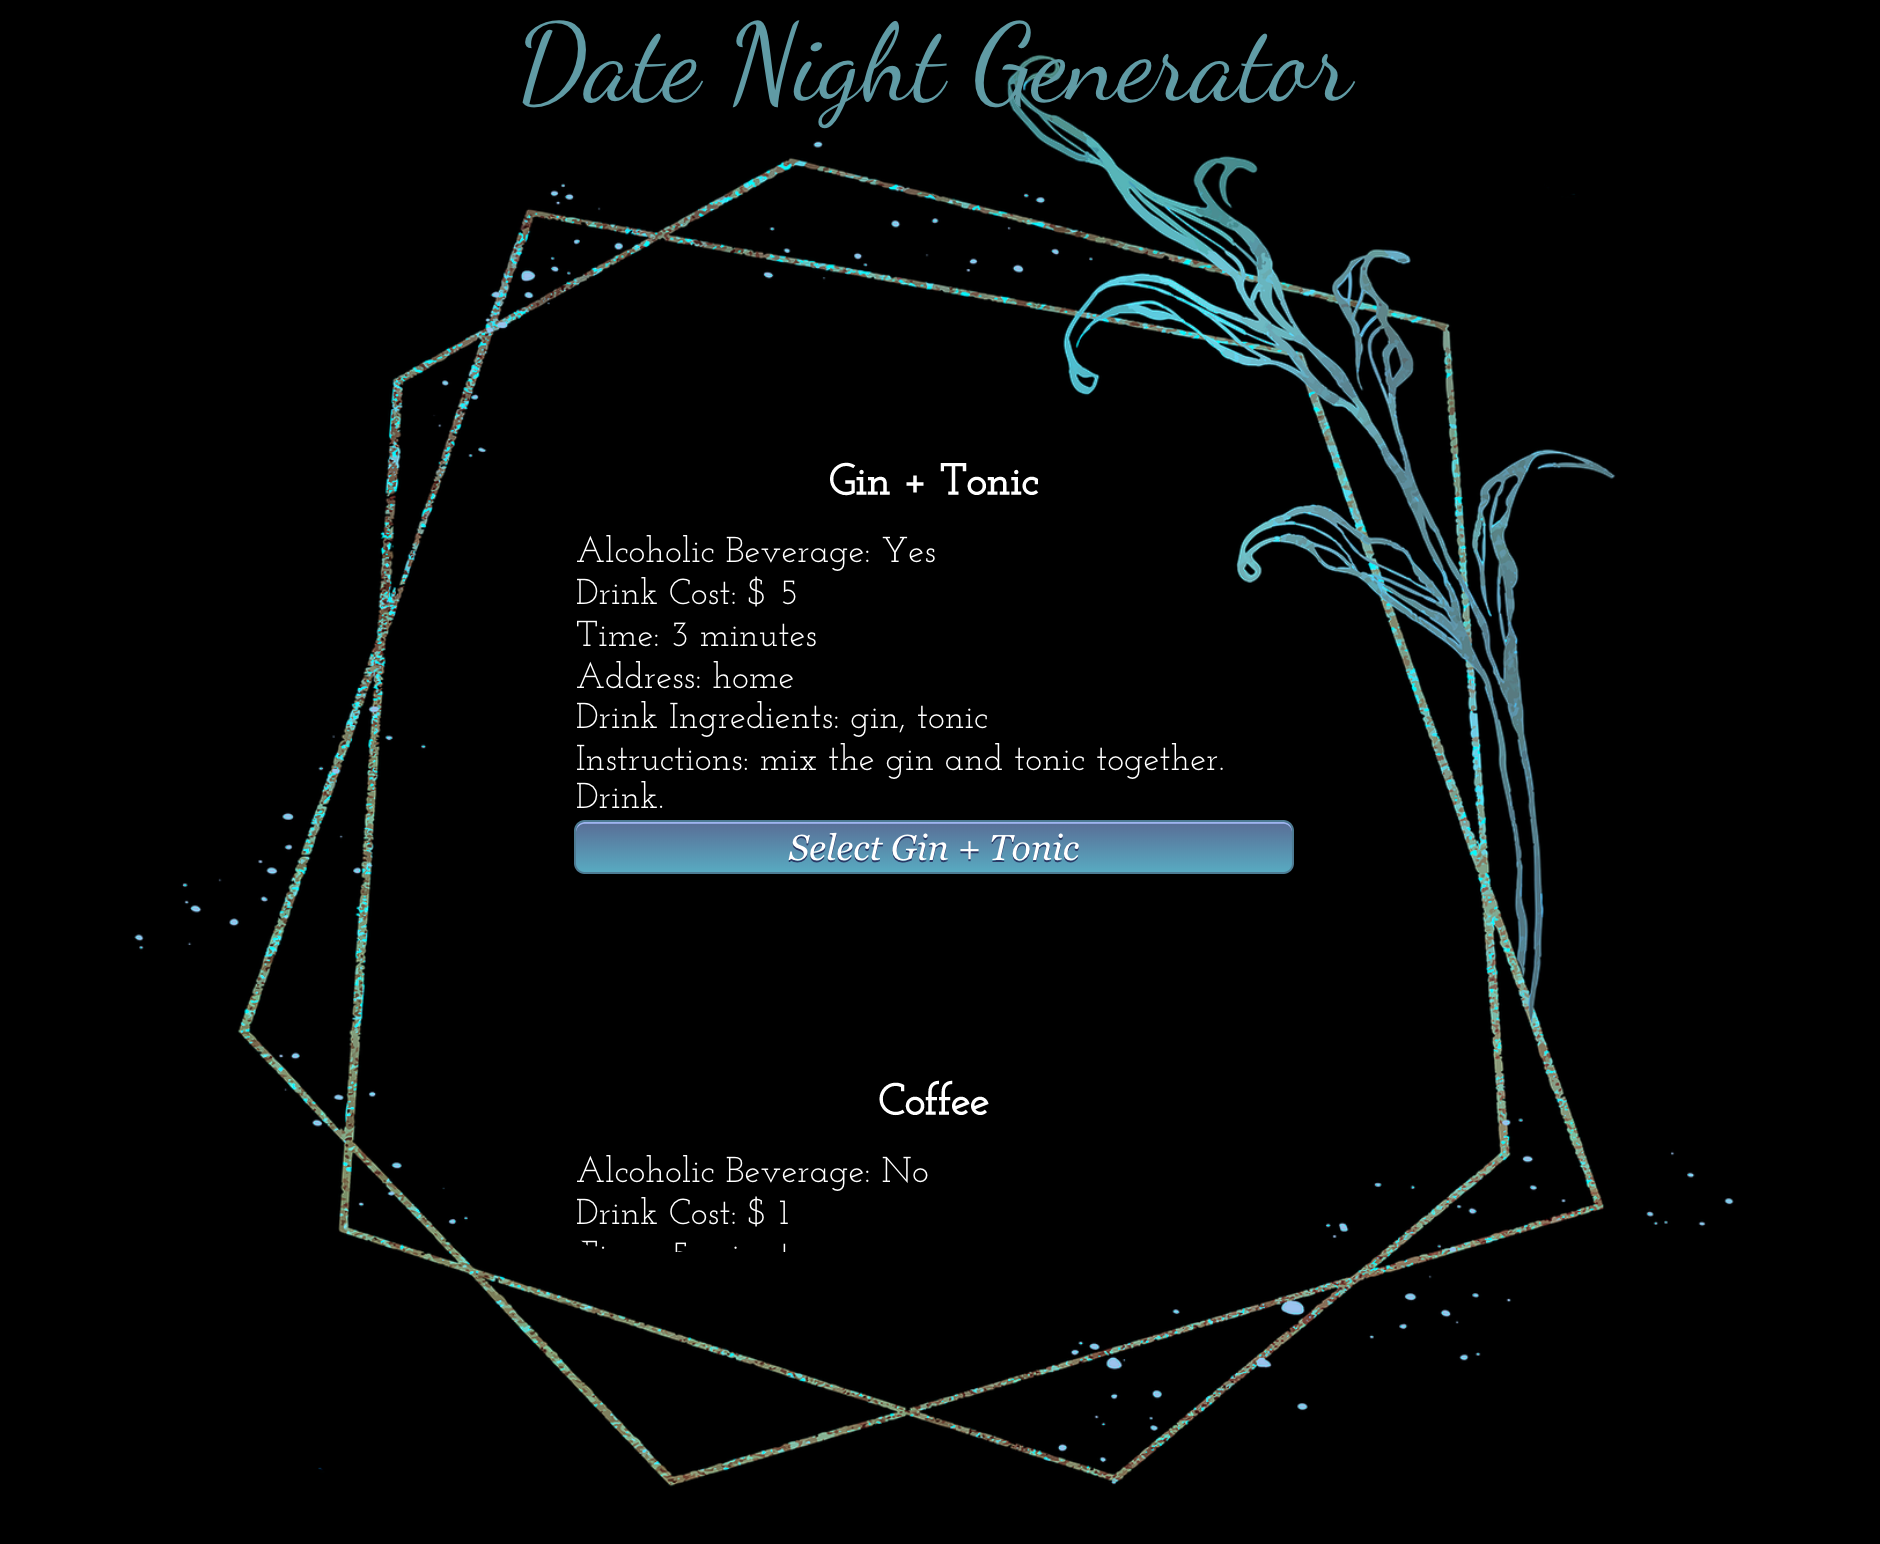 Date Night Generator
Gin + Tonic
Alcoholic Beverage: Yes
Drink Cost: $ 5
Time: 3 minutes
Address: home
Drink Ingredients: gin, tonic
Instructions: mix the gin and tonic together.
Drink.
Select Gin + Tonic
Coffee
Alcoholic Beverage: No
Drink Cost: $ 1